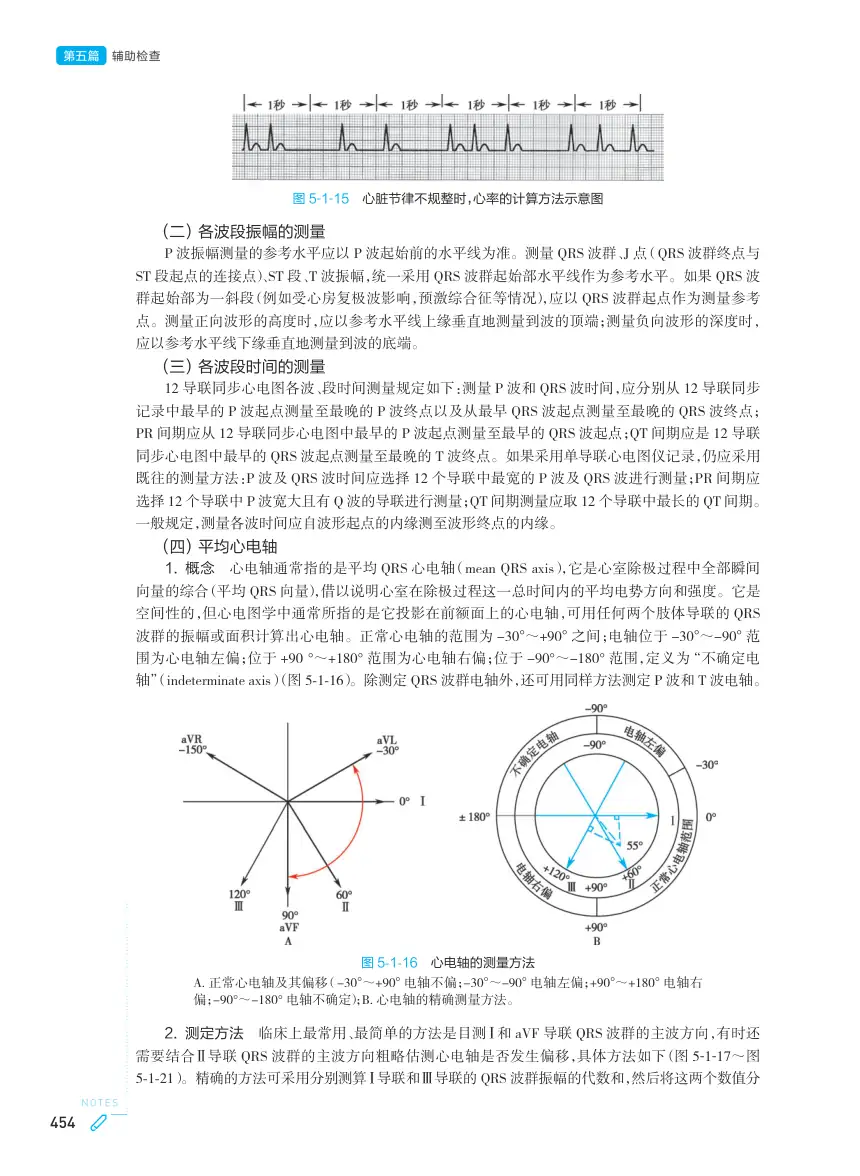 第五篇 辅助检查
1秒 1秒 1秒 1秒 1秒 1秒
图 5-1-15 心脏节律不规整时,心率的计算方法示意图
(二)各波段振幅的测量
P 波振幅测量的参考水平应以 P 波起始前的水平线为准。测量 QRS 波群、J 点(QRS 波群终点与
ST 段起点的连接点)、ST 段、T 波振幅,统一采用 QRS 波群起始部水平线作为参考水平。如果 QRS 波
群起始部为一斜段(例如受心房复极波影响,预激综合征等情况),应以 QRS 波群起点作为测量参考
点。测量正向波形的高度时,应以参考水平线上缘垂直地测量到波的顶端;测量负向波形的深度时,
应以参考水平线下缘垂直地测量到波的底端。
(三)各波段时间的测量
12 导联同步心电图各波、段时间测量规定如下:测量 P 波和 QRS 波时间,应分别从 12 导联同步
记录中最早的 P 波起点测量至最晚的 P 波终点以及从最早 QRS 波起点测量至最晚的 QRS 波终点;
PR 间期应从 12 导联同步心电图中最早的 P 波起点测量至最早的 QRS 波起点;QT 间期应是 12 导联
同步心电图中最早的 QRS 波起点测量至最晚的 T 波终点。如果采用单导联心电图仪记录,仍应采用
既往的测量方法:P 波及 QRS 波时间应选择 12 个导联中最宽的 P 波及 QRS 波进行测量;PR 间期应
选择 12 个导联中 P 波宽大且有 Q 波的导联进行测量;QT 间期测量应取 12 个导联中最长的 QT 间期。
一般规定,测量各波时间应自波形起点的内缘测至波形终点的内缘。
(四)平均心电轴
1. 概念 心电轴通常指的是平均 QRS 心电轴(mean QRS axis),它是心室除极过程中全部瞬间
向量的综合(平均 QRS 向量),借以说明心室在除极过程这一总时间内的平均电势方向和强度。它是
空间性的,但心电图学中通常所指的是它投影在前额面上的心电轴,可用任何两个肢体导联的 QRS
波群的振幅或面积计算出心电轴。正常心电轴的范围为 -30°~+90° 之间;电轴位于 -30°~-90° 范
围为心电轴左偏;位于 +90 °~+180° 范围为心电轴右偏;位于 -90°~-180° 范围,定义为“不确定电
轴”(indeterminate axis)(图 5-1-16)。除测定 QRS 波群电轴外,还可用同样方法测定 P 波和 T 波电轴。
aVR
-150°
aVL
-30°
0° Ⅰ
120°
Ⅲ
90°
aVF
60°
Ⅱ
A
-90°
-90°
不确定电轴
电轴左偏
-30°
±180°
Ⅰ
0°
55°
+120°
Ⅲ
+90°
+60°
Ⅱ
电轴右偏
正常心电轴范围
+90°
B
图 5-1-16 心电轴的测量方法
A. 正常心电轴及其偏移(-30°~+90° 电轴不偏;-30°~-90° 电轴左偏;+90°~+180° 电轴右
偏;-90°~-180° 电轴不确定);B. 心电轴的精确测量方法。
2. 测定方法 临床上最常用、最简单的方法是目测Ⅰ和 aVF 导联 QRS 波群的主波方向,有时还
需要结合Ⅱ导联 QRS 波群的主波方向粗略估测心电轴是否发生偏移,具体方法如下(图 5-1-17~图
5-1-21)。精确的方法可采用分别测算Ⅰ导联和Ⅲ导联的 QRS 波群振幅的代数和,然后将这两个数值分
NOTES
454